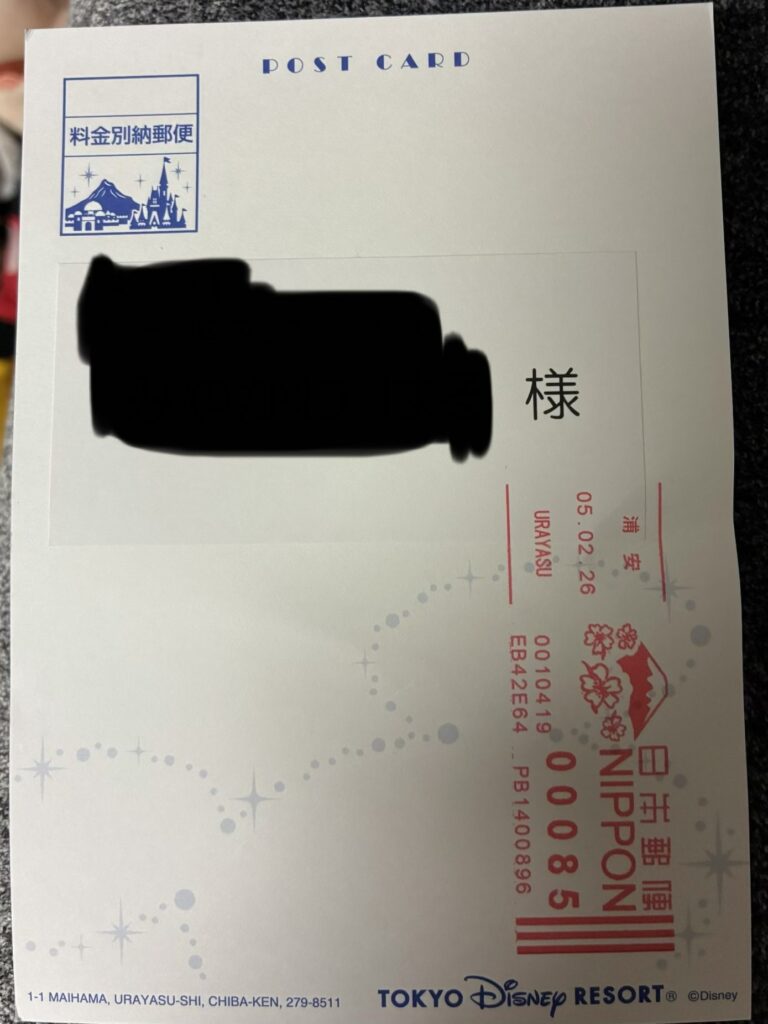 POST CARD
料金別納郵便
様
浦安
05.02.26
URAYASU
日本郵便
NIPPON
00085
0010419
EB42E64 PB1400896
1-1 MAIHAMA, URAYASU-SHI, CHIBA-KEN, 279-8511
TOKYO Disney RESORT® ©Disney